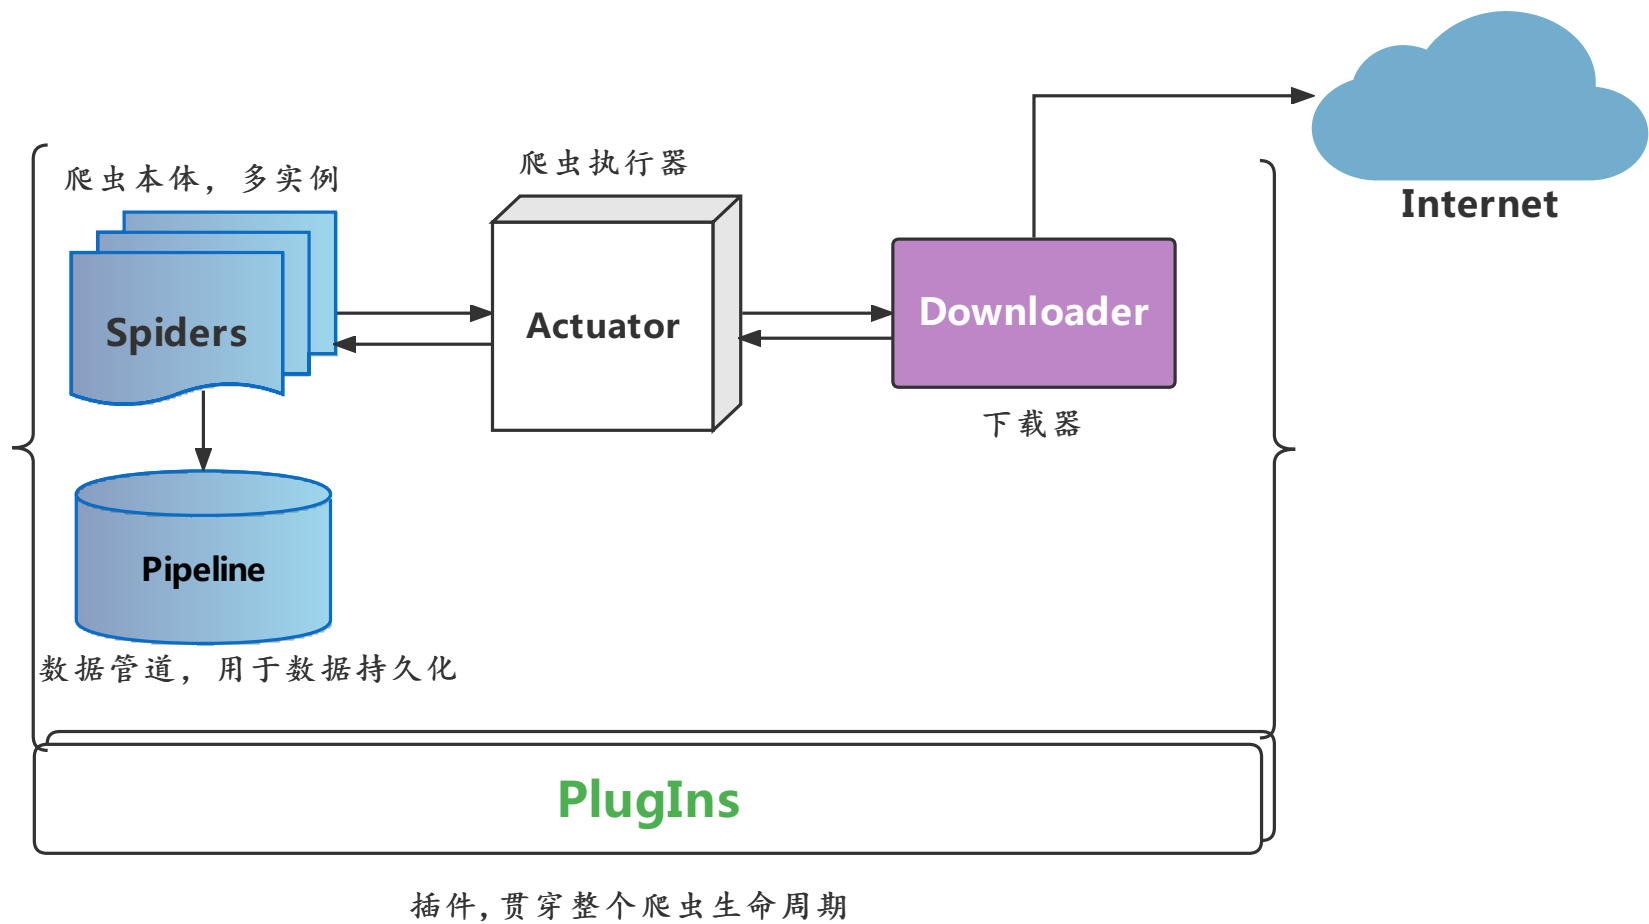 Internet
爬虫本体，多实例
爬虫执行器
Spiders
Actuator
Downloader
下载器
Pipeline
数据管道，用于数据持久化
PlugIns
插件,贯穿整个爬虫生命周期